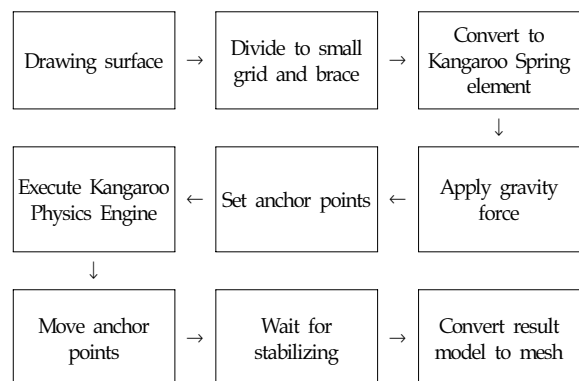 Drawing surface
→
Divide to small
grid and brace
→
Convert to
Kangaroo Spring
element
↓
Execute Kangaroo
Physics Engine
←
Set anchor points
←
Apply gravity
force
↓
Move anchor
points
→
Wait for
stabilizing
→
Convert result
model to mesh